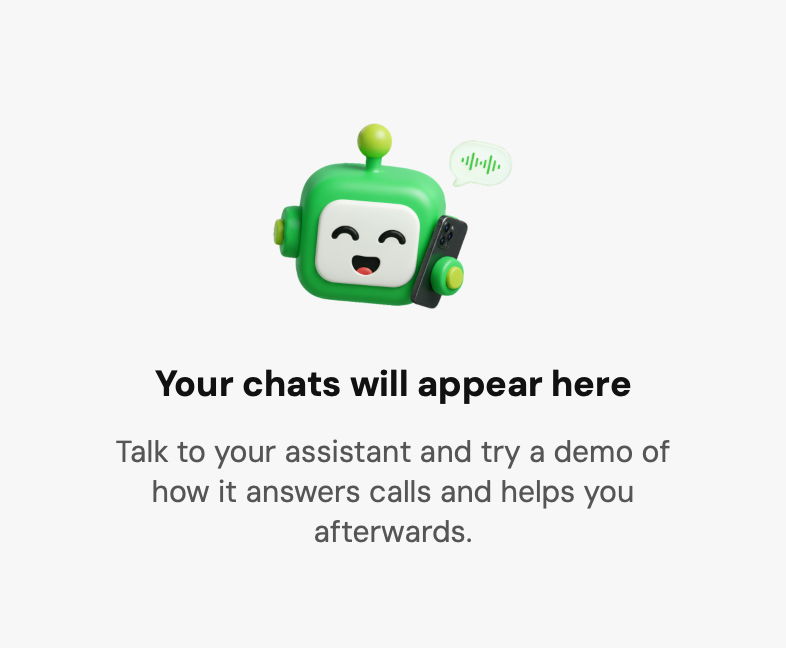 Your chats will appear here
Talk to your assistant and try a demo of
how it answers calls and helps you
afterwards.